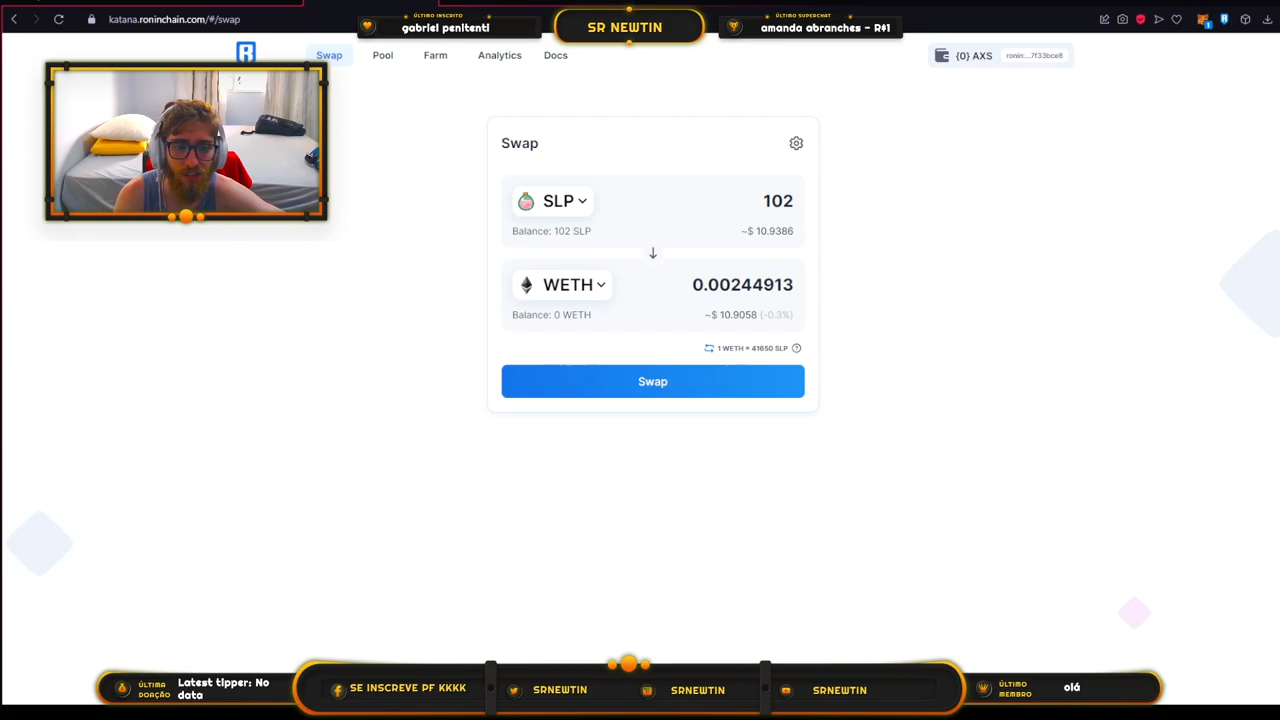 katana.roninchain.com/#/swap
ÚLTIMO INSCRITO
gabriel penitenti
SR NEWTIN
ÚLTIMO SUPERCHAT
amanda abranches - R$1
Swap
Pool
Farm
Analytics
Docs
{0} AXS
ronin:...7f33bce8
Swap
SLP
102
Balance: 102 SLP
~$ 10.9386
WETH
0.00244913
Balance: 0 WETH
~$ 10.9058 (-0.3%)
1 WETH = 41650 SLP
Swap
ÚLTIMA
DOAÇÃO
Latest tipper: No
data
SE INSCREVE PF KKKK
SRNEWTIN
SRNEWTIN
SRNEWTIN
ÚLTIMO
MEMBRO
olá